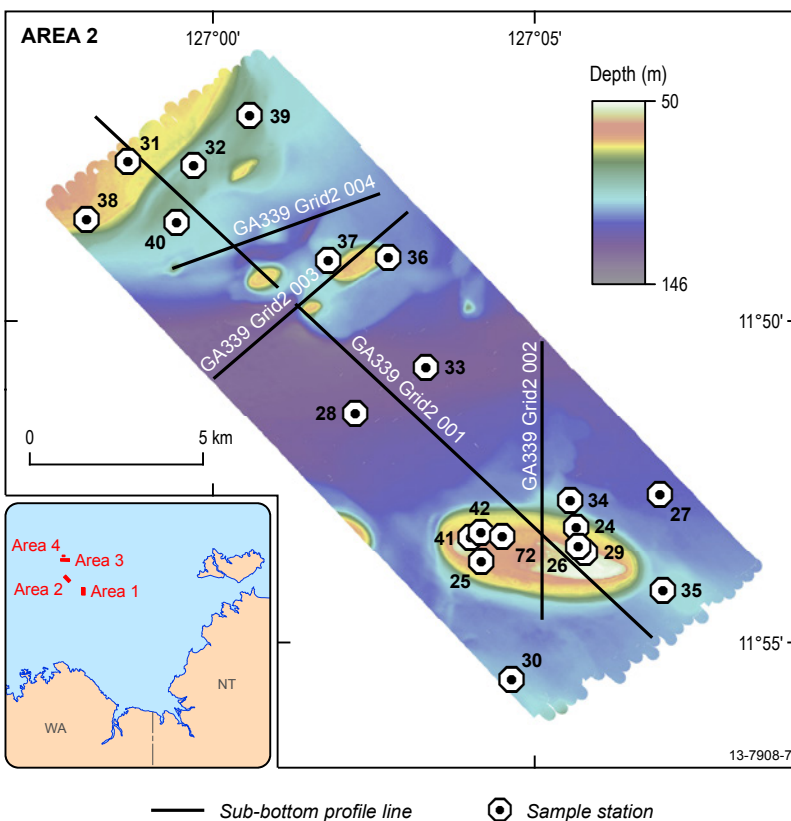 AREA 2
127°00'
127°05'
Depth (m)
50
146
39
31
32
38
40
GA339 Grid2 004
37
36
GA339 Grid2 003
11°50'
GA339 Grid2 001
GA339 Grid2 002
33
28
0
5 km
34
27
42
24
41
72
26
29
25
35
11°55'
30
Area 4
Area 3
Area 2
Area 1
NT
WA
13-7908-7
Sub-bottom profile line
Sample station